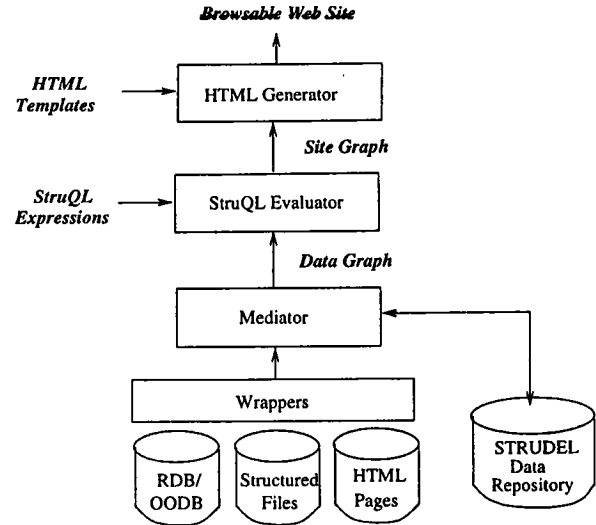 Browsable Web Site
HTML
Templates
HTML Generator
Site Graph
StruQL
Expressions
StruQL Evaluator
Data Graph
Mediator
Wrappers
RDB/
OODB
Structured
Files
HTML
Pages
STRUDEL
Data
Repository